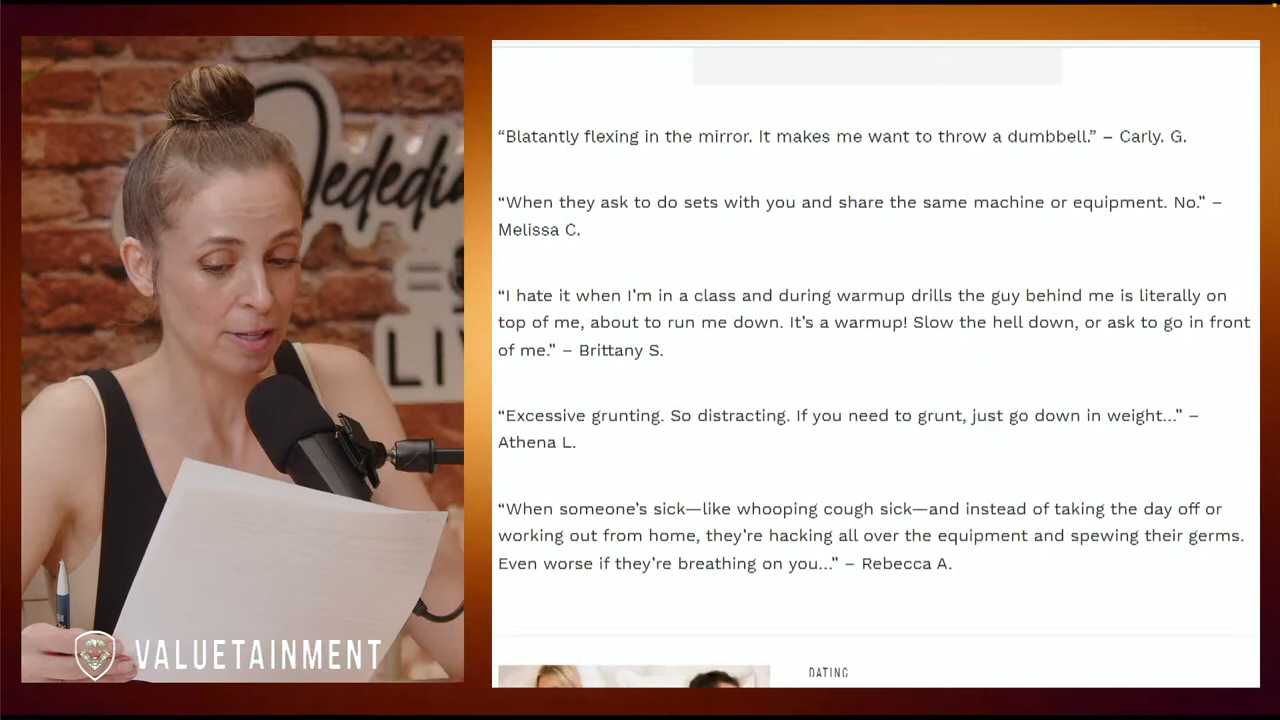 Jededia
LIV
VALUETAINMENT
“Blatantly flexing in the mirror. It makes me want to throw a dumbbell.” – Carly. G.
“When they ask to do sets with you and share the same machine or equipment. No.” –
Melissa C.
“I hate it when I’m in a class and during warmup drills the guy behind me is literally on
top of me, about to run me down. It’s a warmup! Slow the hell down, or ask to go in front
of me.” – Brittany S.
“Excessive grunting. So distracting. If you need to grunt, just go down in weight...” –
Athena L.
“When someone’s sick—like whooping cough sick—and instead of taking the day off or
working out from home, they’re hacking all over the equipment and spewing their germs.
Even worse if they’re breathing on you...” – Rebecca A.
DATING